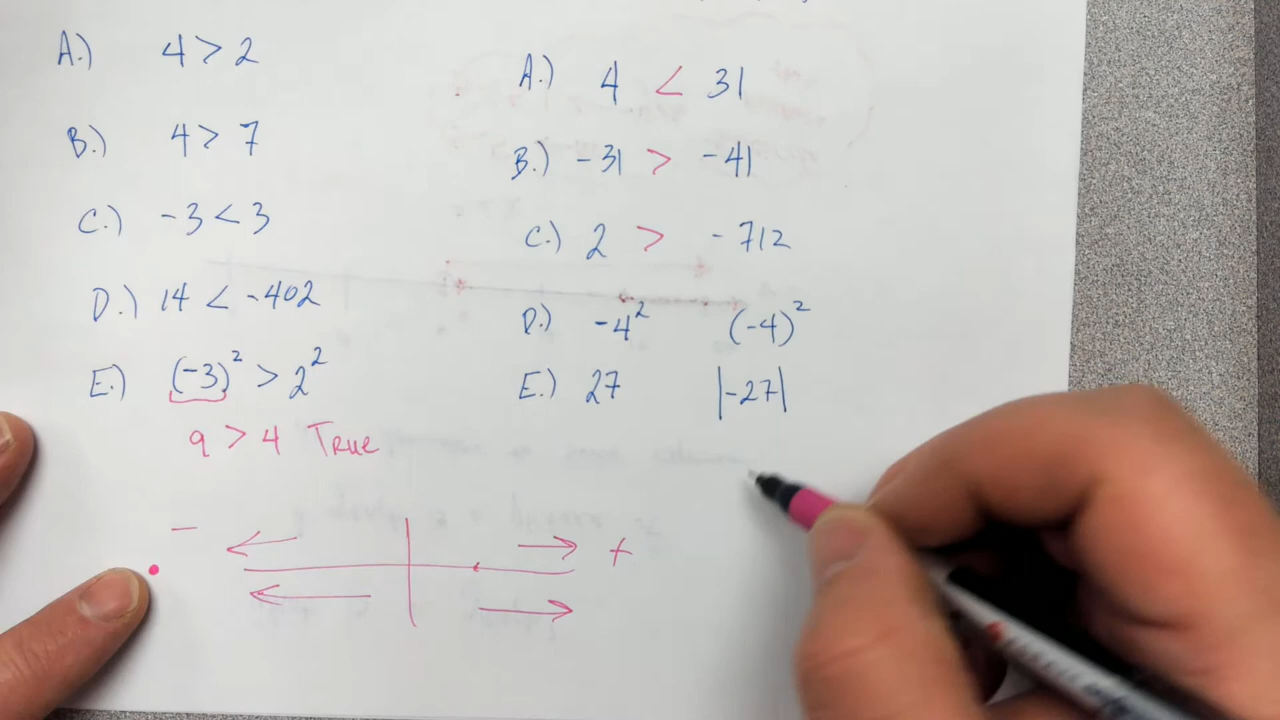 A.) 4 > 2
B.) 4 > 7
C.) -3 < 3
D.) 14 < -402
E.) (-3)² > 2²
9 > 4 True
- +
A.) 4 < 31
B.) -31 > -41
C.) 2 > -712
D.) -4² (-4)²
E.) 27 |-27|